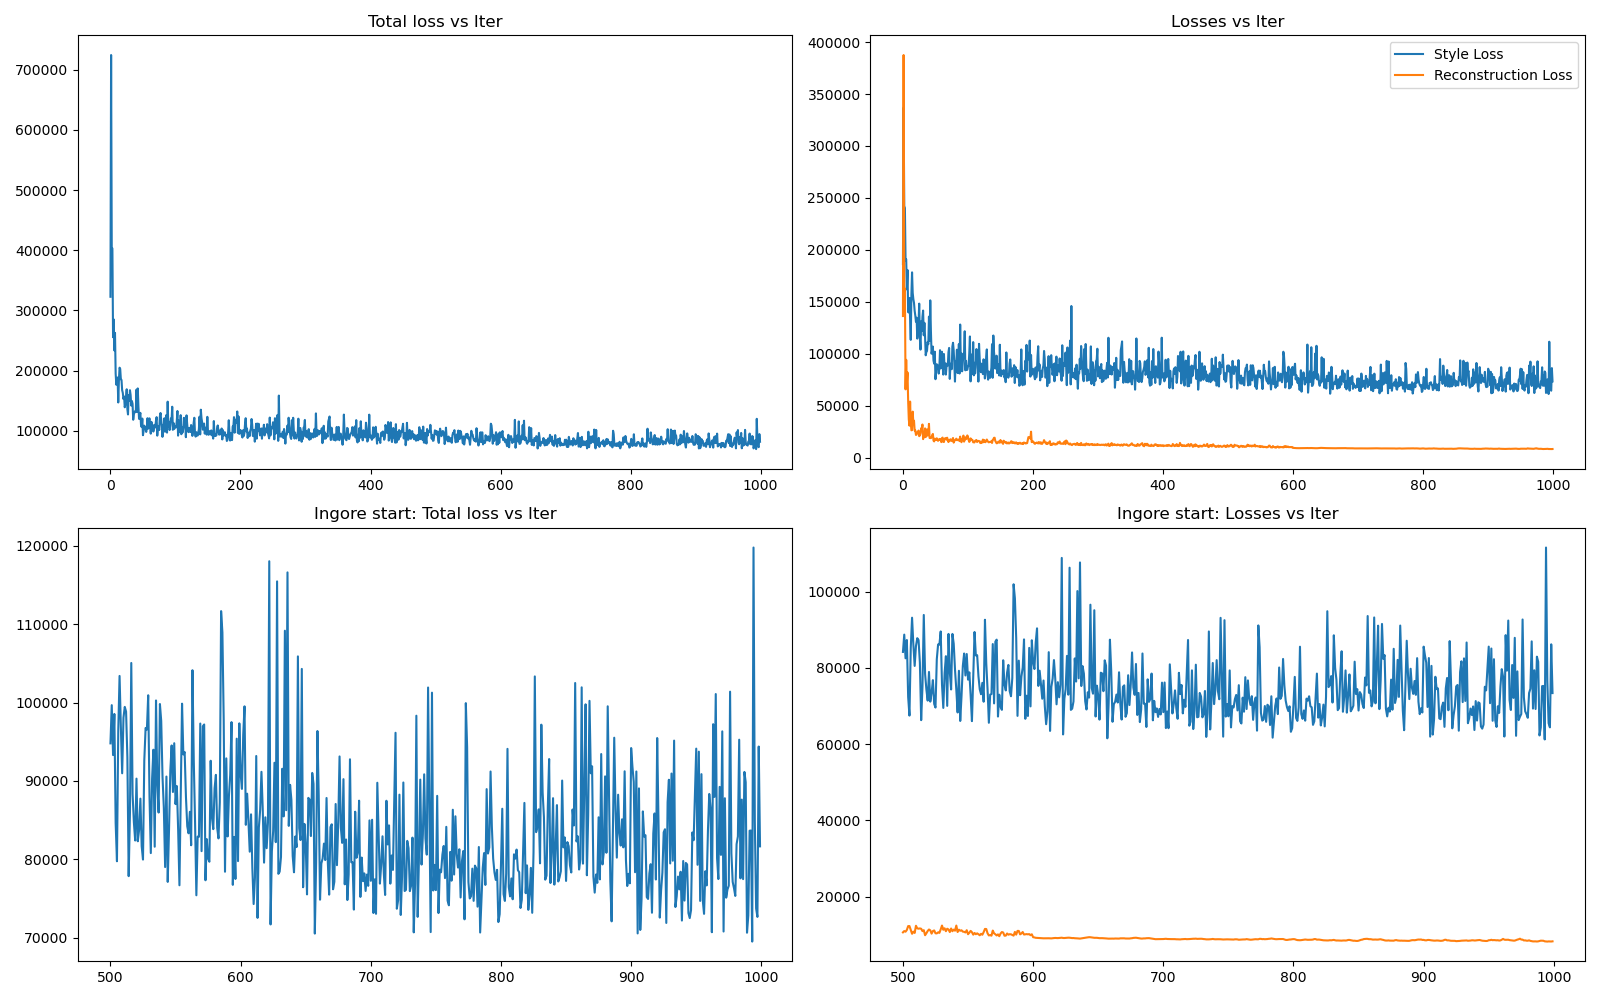 Total loss vs Iter
700000
600000
500000
400000
300000
200000
100000
0 200 400 600 800 1000
Losses vs Iter
Style Loss
Reconstruction Loss
400000
350000
300000
250000
200000
150000
100000
50000
0
0 200 400 600 800 1000
Ingore start: Total loss vs Iter
120000
110000
100000
90000
80000
70000
500 600 700 800 900 1000
Ingore start: Losses vs Iter
100000
80000
60000
40000
20000
500 600 700 800 900 1000